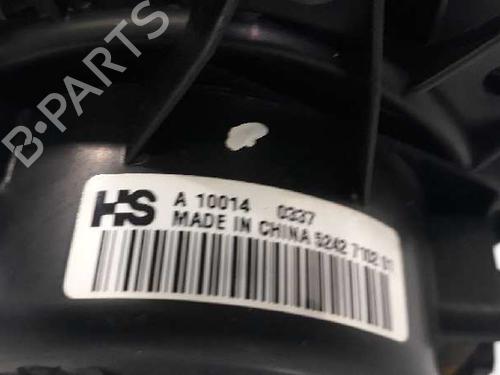 B-PARTS
HS
A 10014 0337
MADE IN CHINA 5242 7102 01